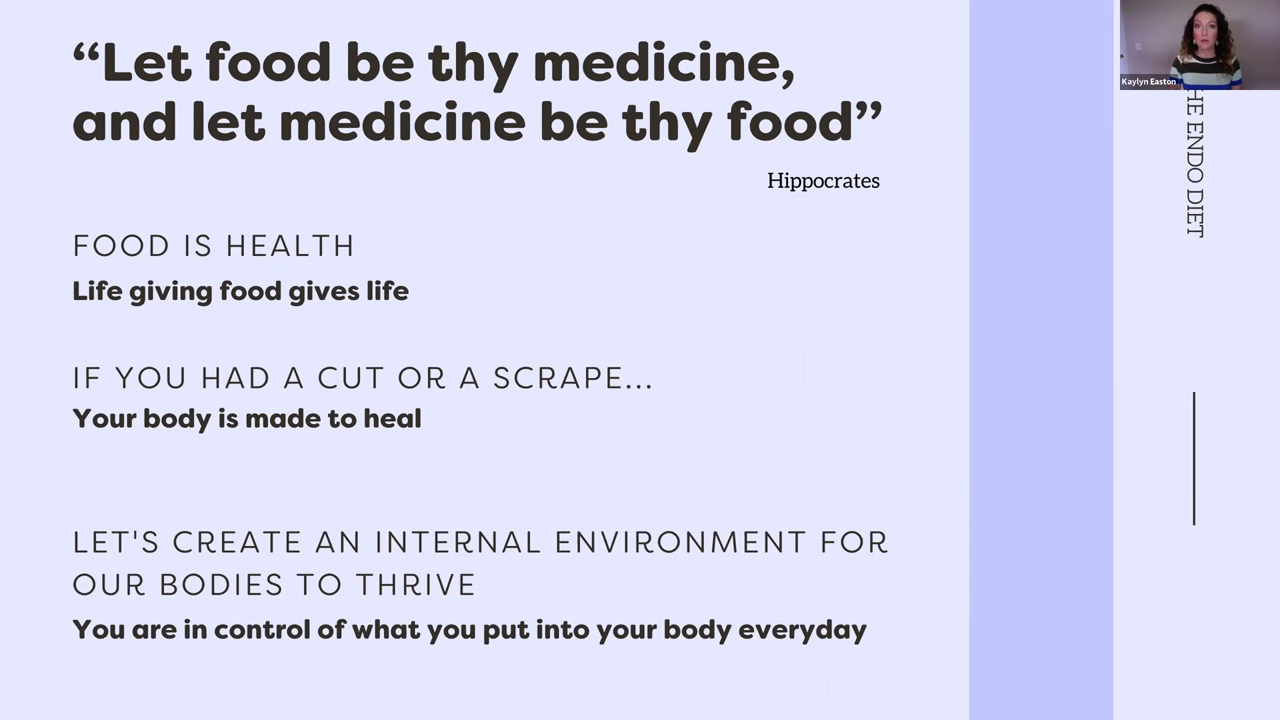 “Let food be thy medicine,
and let medicine be thy food”
Hippocrates
FOOD IS HEALTH
Life giving food gives life
IF YOU HAD A CUT OR A SCRAPE...
Your body is made to heal
LET'S CREATE AN INTERNAL ENVIRONMENT FOR
OUR BODIES TO THRIVE
You are in control of what you put into your body everyday
Kaylyn Easton
HE ENDO DIET